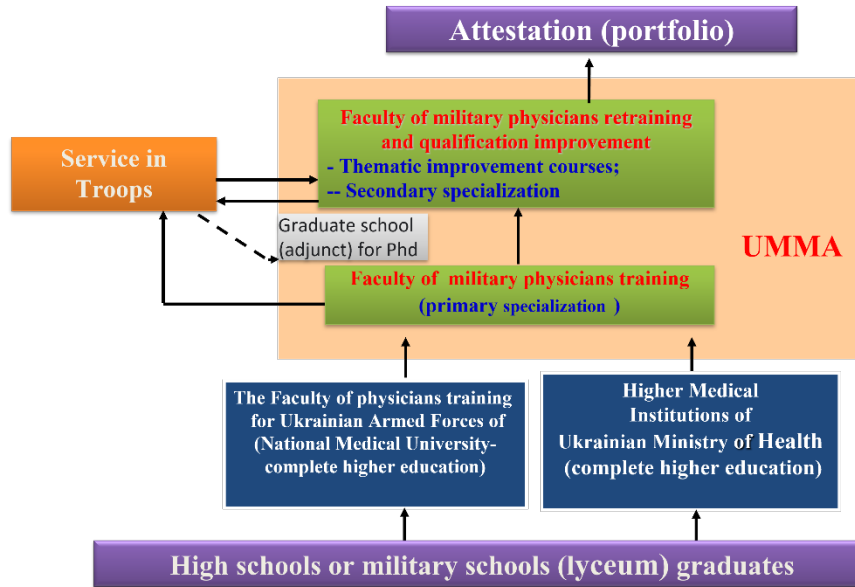 Attestation (portfolio)
Faculty of military physicians retraining
and qualification improvement
- Thematic improvement courses;
-- Secondary specialization
Service in
Troops
Graduate school
(adjunct) for Phd
UMMA
Faculty of military physicians training
(primary specialization )
The Faculty of physicians training
for Ukrainian Armed Forces of
(National Medical University-
complete higher education)
Higher Medical
Institutions of
Ukrainian Ministry of Health
(complete higher education)
High schools or military schools (lyceum) graduates